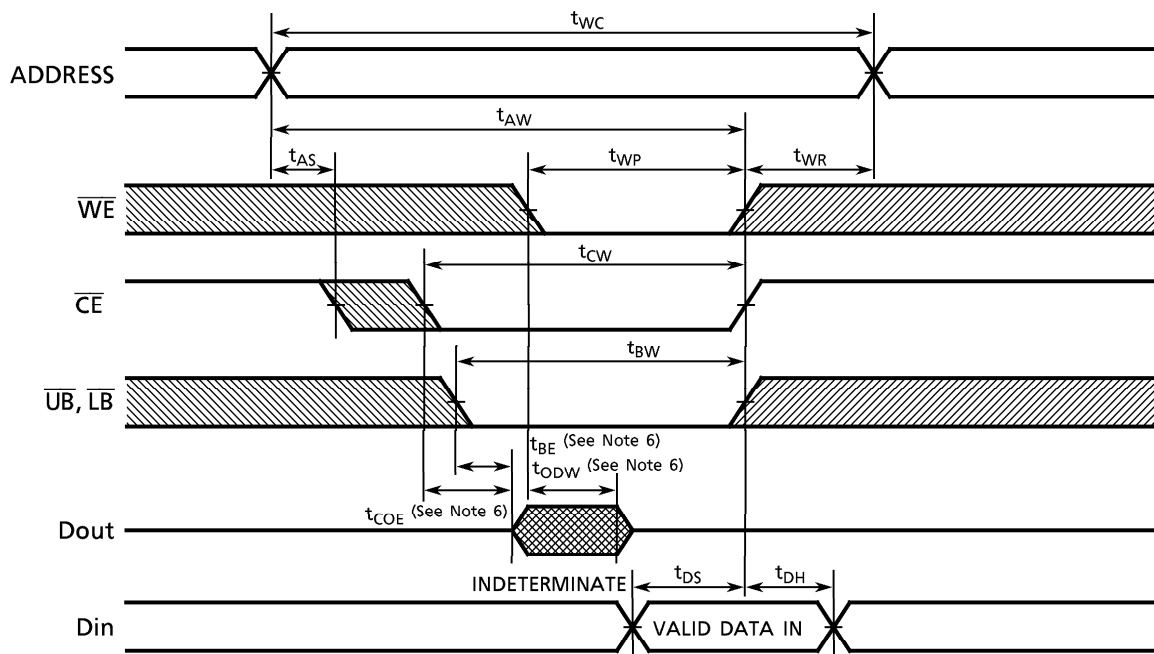 tWC
ADDRESS
tAW
tAS
tWP
tWR
WE
tCW
CE
tBW
UB, LB
tBE (See Note 6)
tODW (See Note 6)
tCOE (See Note 6)
Dout
INDETERMINATE
tDS
tDH
Din
VALID DATA IN